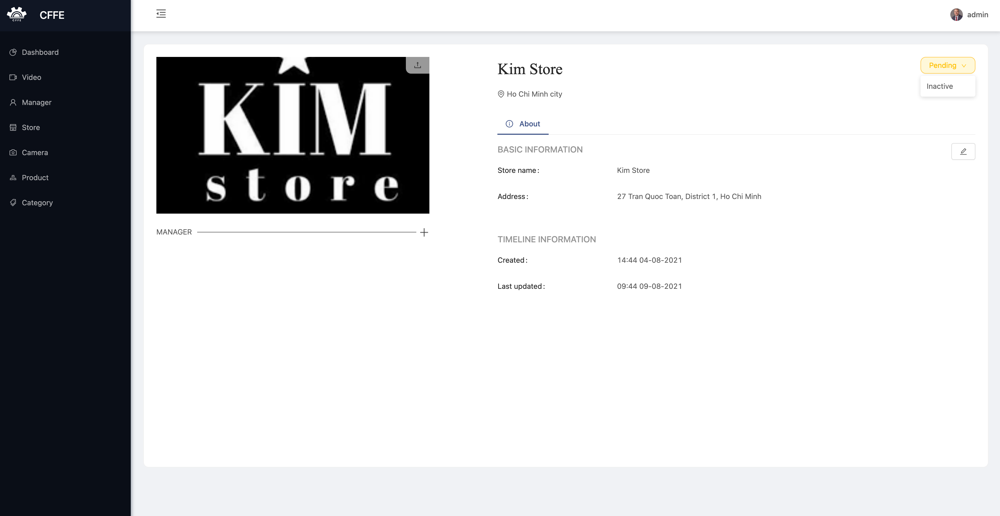 CFFE
CFFE
admin
Dashboard
Video
Manager
Store
Camera
Product
Category
KIM
store
MANAGER
Kim Store
Pending
Inactive
Ho Chi Minh city
About
BASIC INFORMATION
Store name: Kim Store
Address: 27 Tran Quoc Toan, District 1, Ho Chi Minh
TIMELINE INFORMATION
Created: 14:44 04-08-2021
Last updated: 09:44 09-08-2021